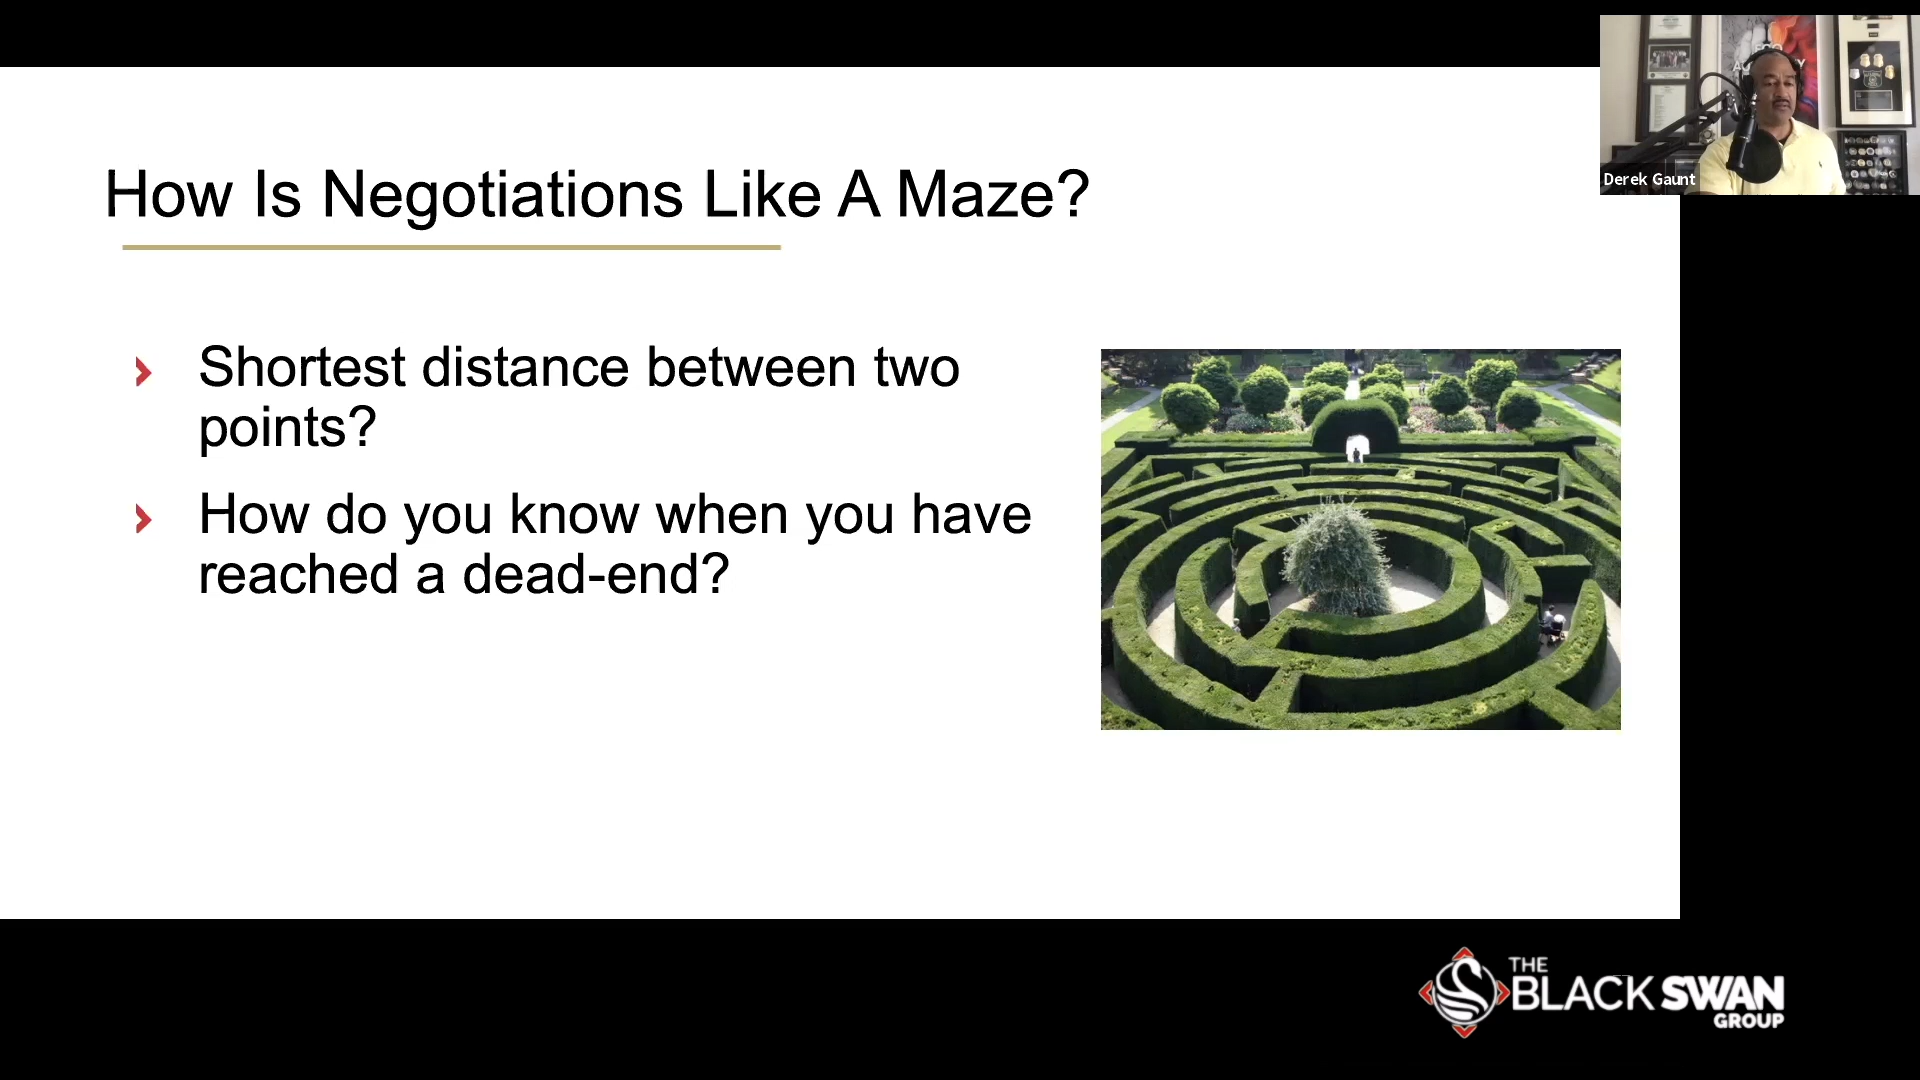 How Is Negotiations Like A Maze?
Shortest distance between two
points?
How do you know when you have
reached a dead-end?
Derek Gaunt
THE
BLACK SWAN
GROUP